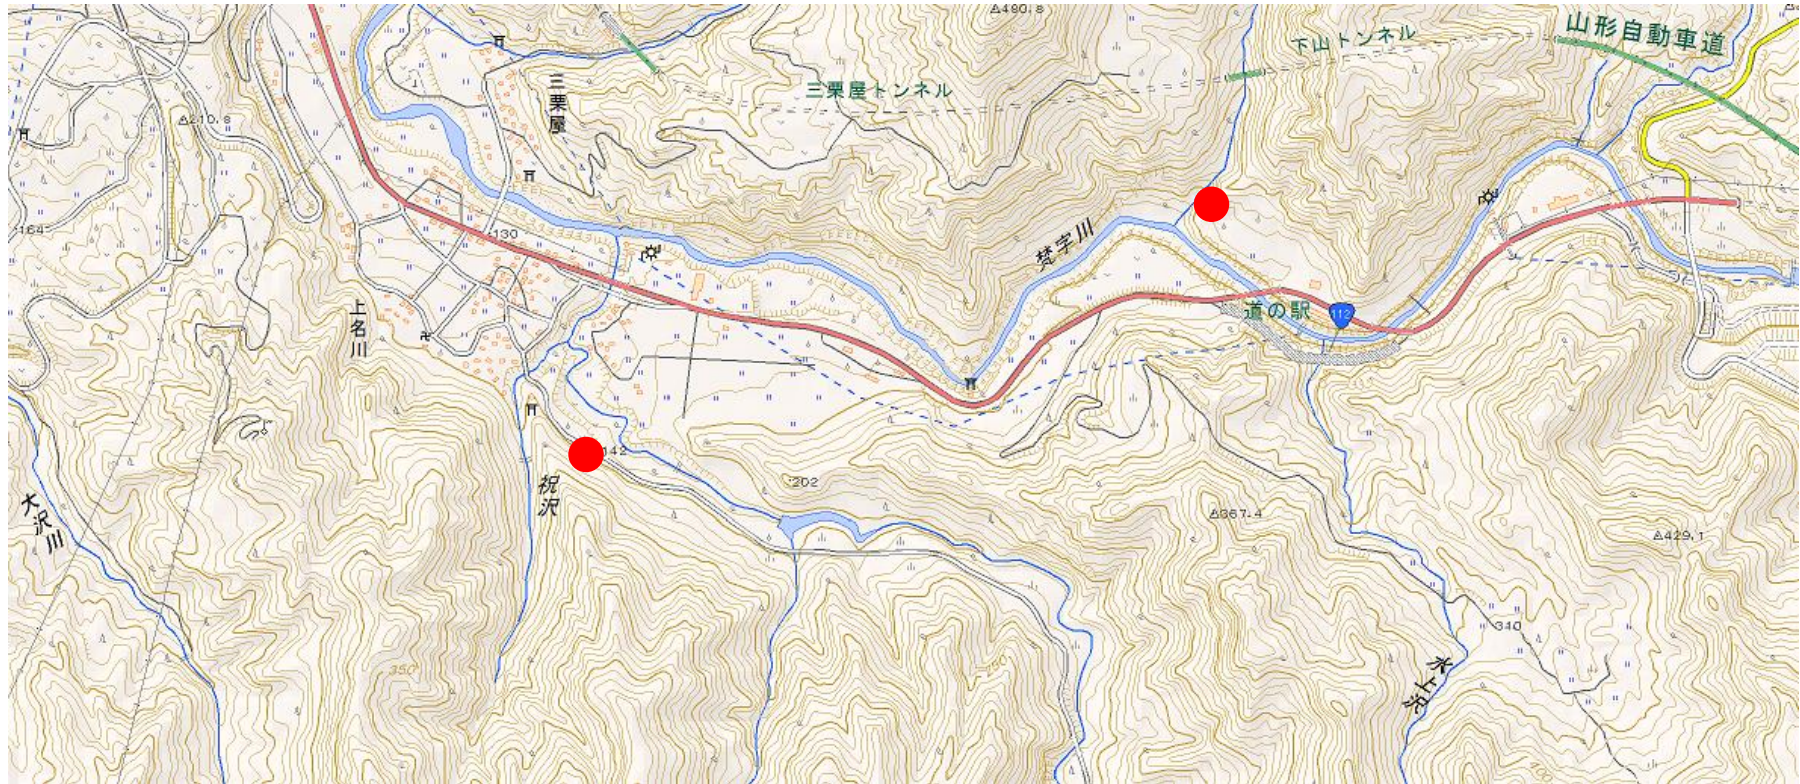 480.8
山形自動車道
下山トンネル
三栗屋トンネル
三栗屋
210.8
梵字川
164
130
上名川
道の駅
112
142
祝沢
202
大沢川
367.4
429.1
340
水上沢
350